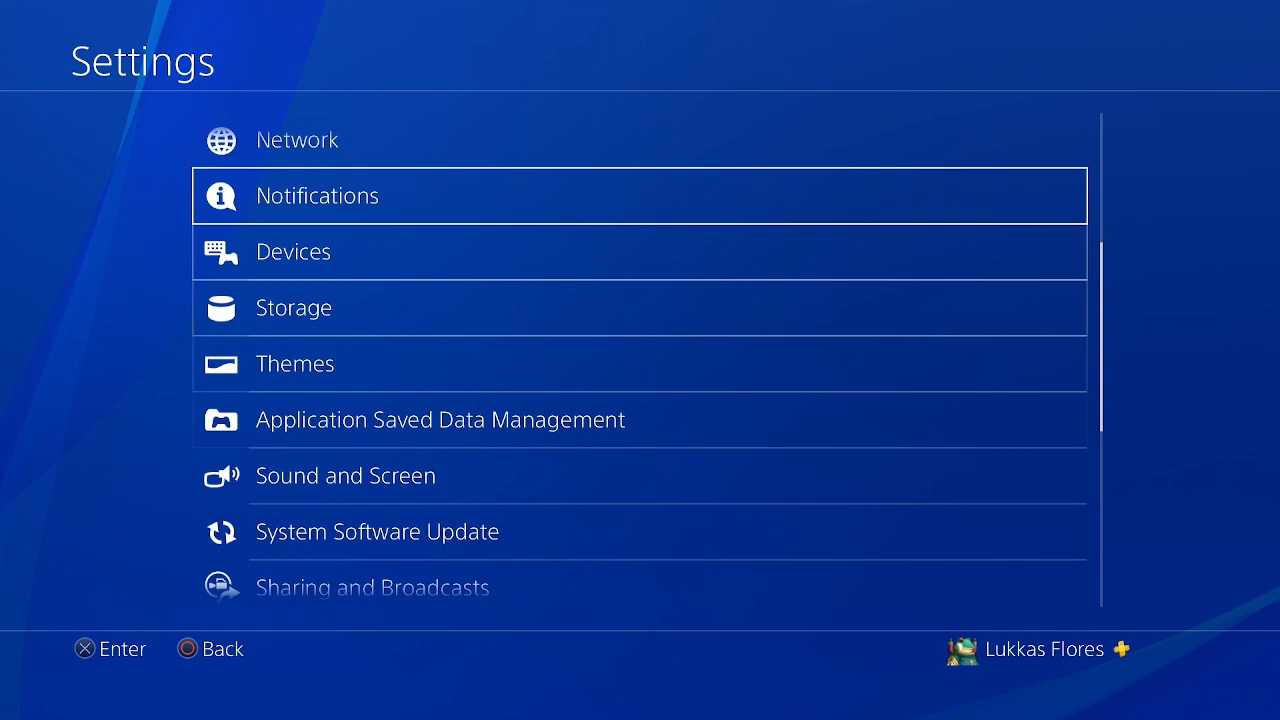 Settings
Network
Notifications
Devices
Storage
Themes
Application Saved Data Management
Sound and Screen
System Software Update
Sharing and Broadcasts
Enter
Back
Lukkas Flores